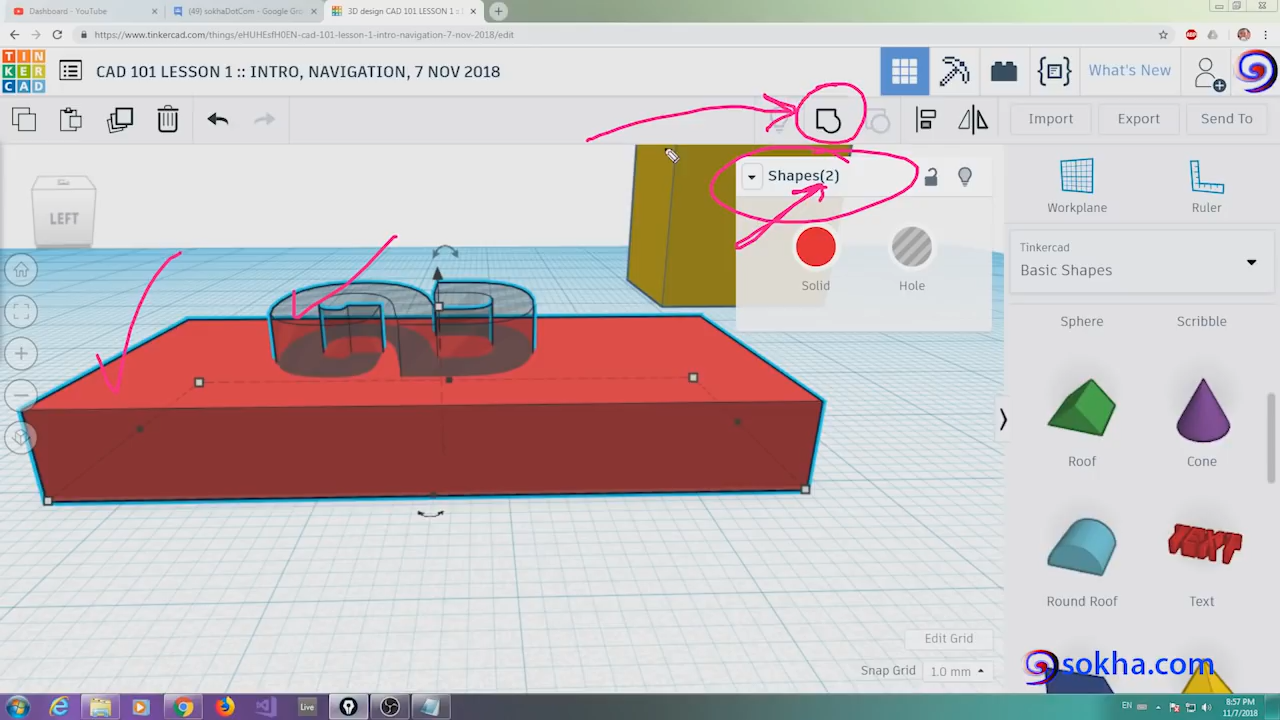 Dashboard - YouTube
(49) sokhaDotCom - Google Gro
3D design CAD 101 LESSON 1 ::
https://www.tinkercad.com/things/eHUHEsfH0EN-cad-101-lesson-1-intro-navigation-7-nov-2018/edit
TIN
KER
CAD
CAD 101 LESSON 1 :: INTRO, NAVIGATION, 7 NOV 2018
What's New
Import
Export
Send To
Shapes(2)
Solid
Hole
LEFT
Workplane
Ruler
Tinkercad
Basic Shapes
Sphere
Scribble
Roof
Cone
TEXT
Round Roof
Text
Edit Grid
Snap Grid 1.0 mm
sokha.com
Live
EN
8:57 PM
11/7/2018